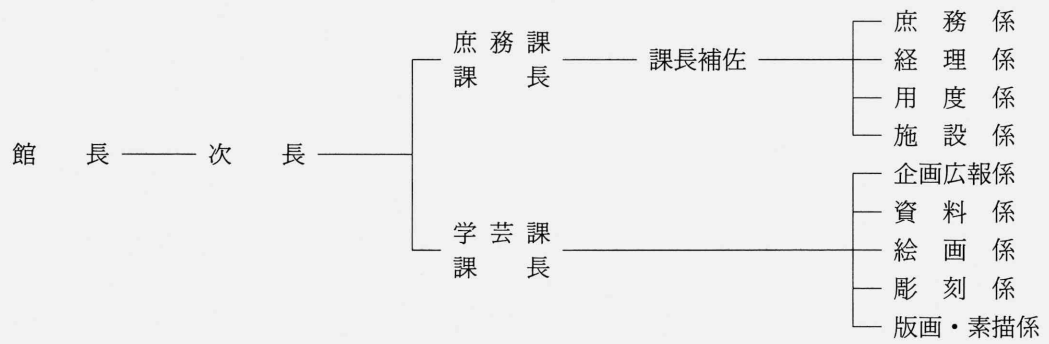 館長
次長
庶務課
課長
課長補佐
庶務係
経理係
用度係
施設係
学芸課
課長
企画広報係
資料係
絵画係
彫刻係
版画・素描係